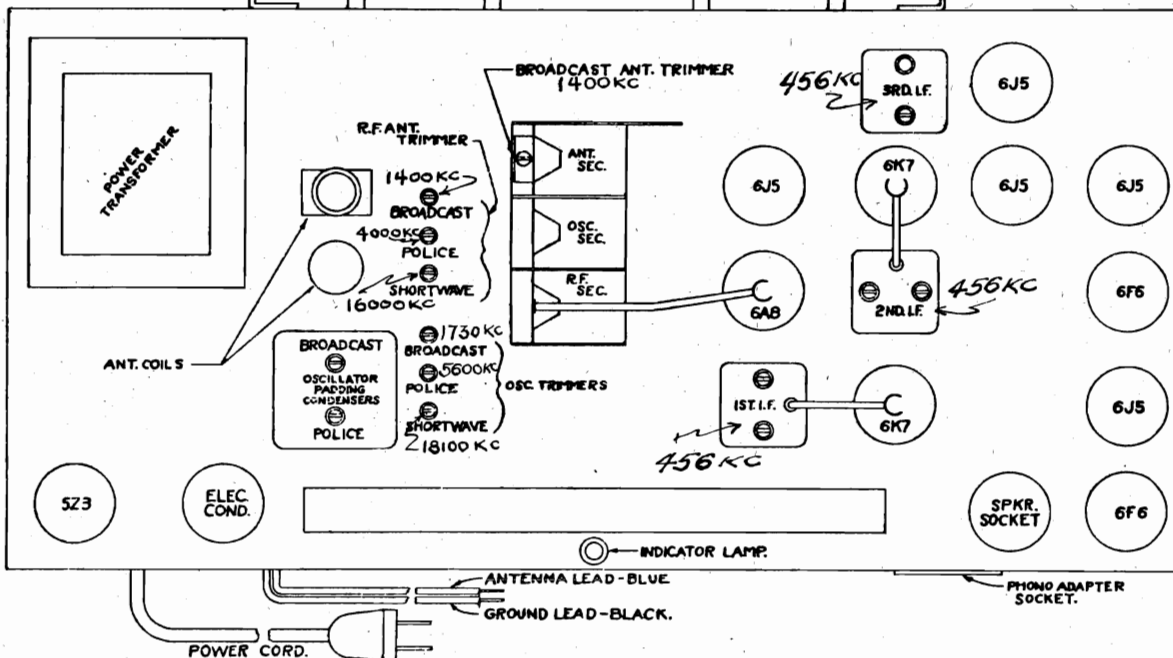 POWER
TRANSFORMER
BROADCAST ANT. TRIMMER
1400KC
R.F. ANT.
TRIMMER
1400KC
BROADCAST
4000KC
POLICE
SHORTWAVE
16000KC
ANT.
SEC.
OSC.
SEC.
R.F.
SEC.
456KC
3RD. I.F.
6J5
6J5
6K7
6J5
6J5
6A8
2ND. I.F.
456KC
6F6
ANT. COILS
BROADCAST
OSCILLATOR
PADDING
CONDENSERS
POLICE
1730KC
BROADCAST
5600KC
POLICE
SHORTWAVE
18100KC
OSC. TRIMMERS
1ST. I.F.
456KC
6K7
6J5
5Z3
ELEC.
COND.
SPKR.
SOCKET
6F6
INDICATOR LAMP.
ANTENNA LEAD-BLUE
GROUND LEAD-BLACK.
POWER CORD.
PHONO ADAPTER
SOCKET.